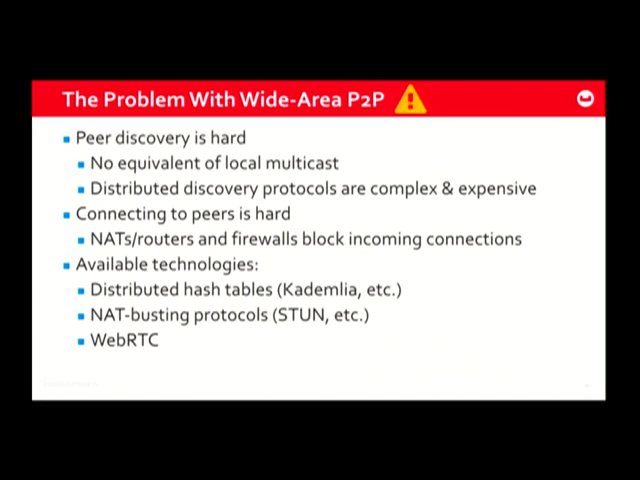 The Problem With Wide-Area P2P
Peer discovery is hard
No equivalent of local multicast
Distributed discovery protocols are complex & expensive
Connecting to peers is hard
NATs/routers and firewalls block incoming connections
Available technologies:
Distributed hash tables (Kademlia, etc.)
NAT-busting protocols (STUN, etc.)
WebRTC